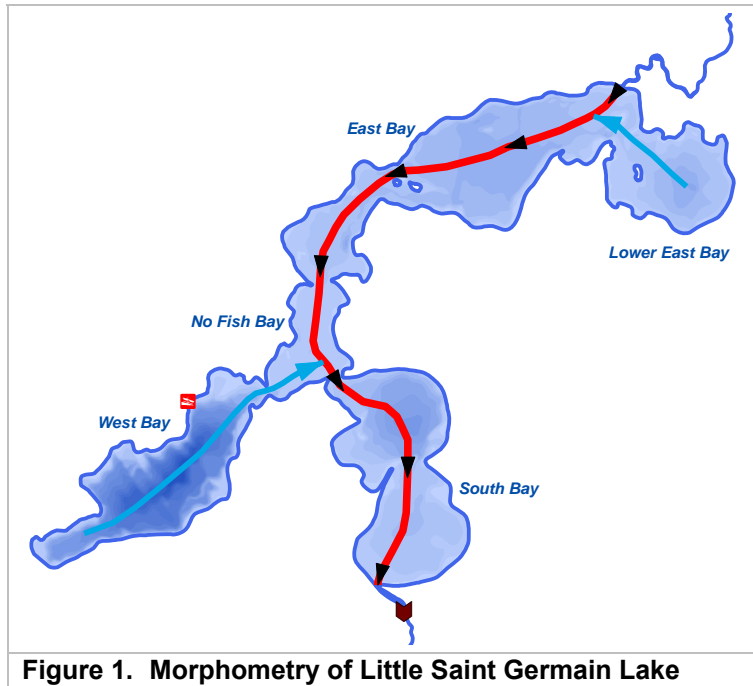 East Bay
Lower East Bay
No Fish Bay
West Bay
South Bay
Figure 1. Morphometry of Little Saint Germain Lake